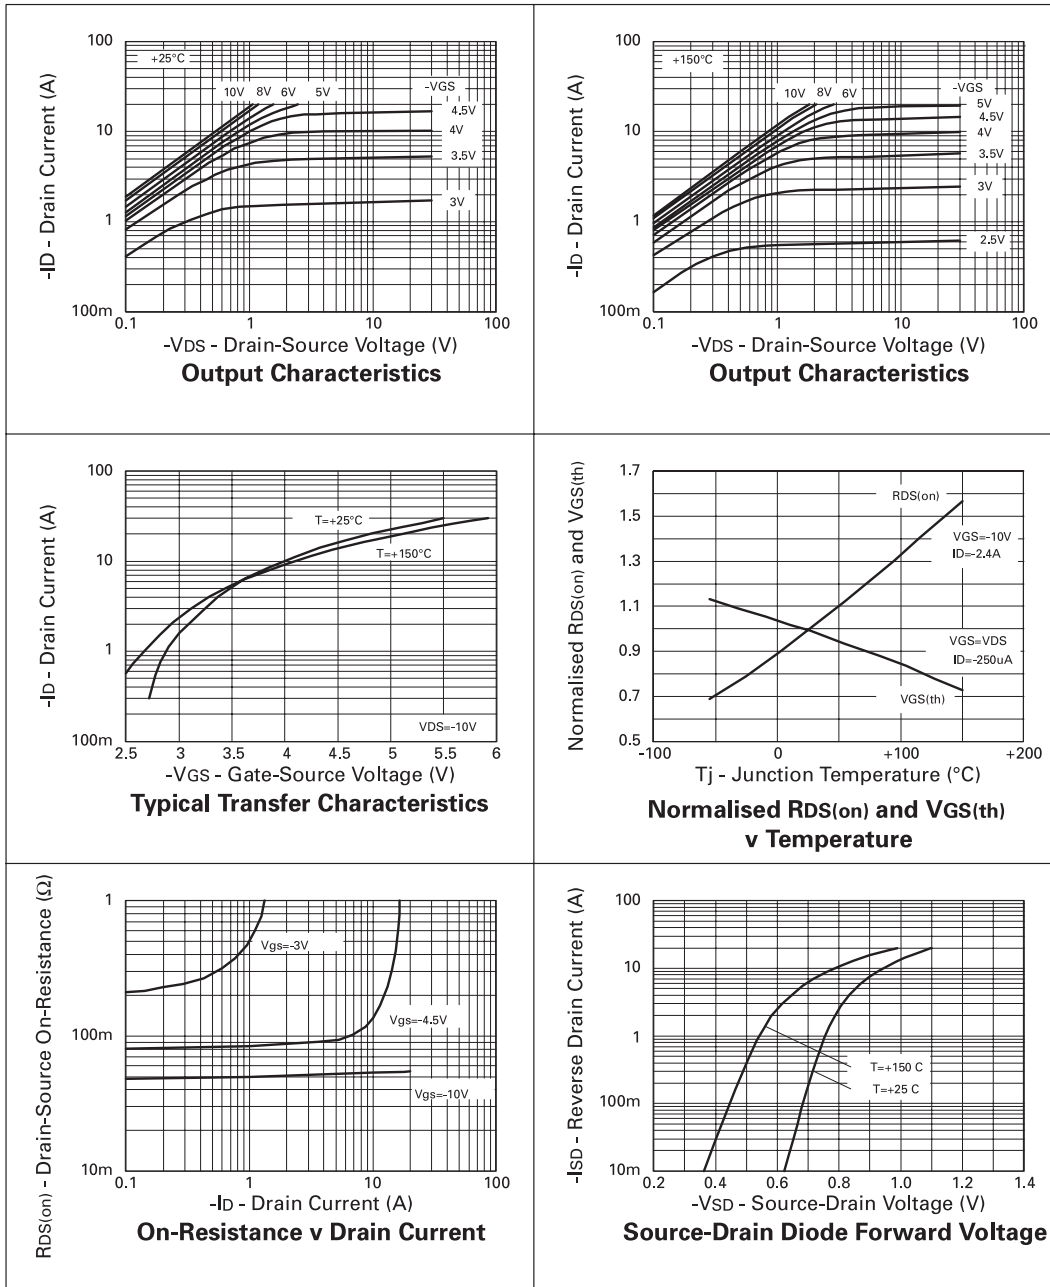 -ID - Drain Current (A)
100
10
1
100m
+25°C
10V 8V 6V 5V
-VGS
4.5V
4V
3.5V
3V
0.1 1 10 100
-VDS - Drain-Source Voltage (V)
Output Characteristics
-ID - Drain Current (A)
100
10
1
100m
+150°C
10V 8V 6V
-VGS
5V
4.5V
4V
3.5V
3V
2.5V
0.1 1 10 100
-VDS - Drain-Source Voltage (V)
Output Characteristics
-ID - Drain Current (A)
100
10
1
100m
T=+25°C
T=+150°C
VDS=-10V
2.5 3 3.5 4 4.5 5 5.5 6
-VGS - Gate-Source Voltage (V)
Typical Transfer Characteristics
Normalised RDS(on) and VGS(th)
1.7
1.5
1.3
1.1
0.9
0.7
0.5
RDS(on)
VGS=-10V
ID=-2.4A
VGS=VDS
ID=-250uA
VGS(th)
-100 0 +100 +200
Tj - Junction Temperature (°C)
Normalised RDS(on) and VGS(th)
v Temperature
RDS(on) - Drain-Source On-Resistance (Ω)
1
100m
10m
Vgs=-3V
Vgs=-4.5V
Vgs=-10V
0.1 1 10 100
-ID - Drain Current (A)
On-Resistance v Drain Current
-ISD - Reverse Drain Current (A)
100
10
1
100m
10m
T=+150 C
T=+25 C
0.2 0.4 0.6 0.8 1.0 1.2 1.4
-VSD - Source-Drain Voltage (V)
Source-Drain Diode Forward Voltage